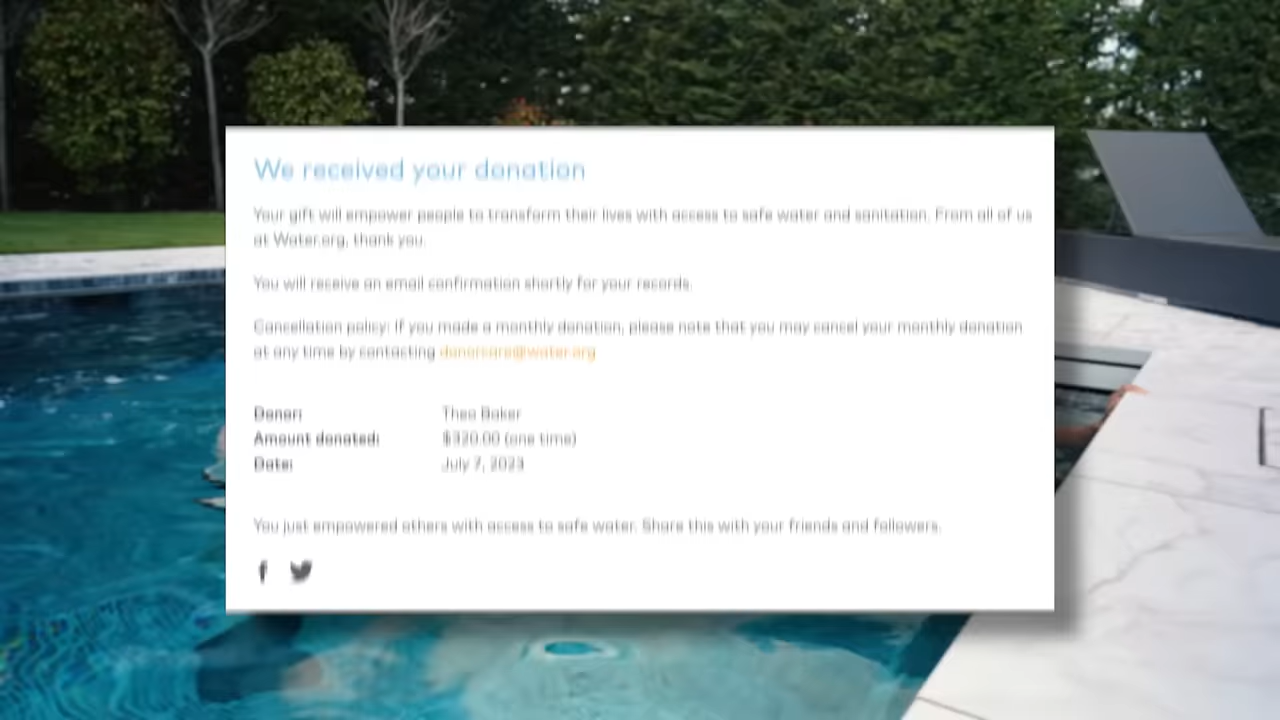 We received your donation
Your gift will empower people to transform their lives with access to safe water and sanitation. From all of us
at Water.org, thank you.
You will receive an email confirmation shortly for your records.
Cancellation policy: If you made a monthly donation, please note that you may cancel your monthly donation
at any time by contacting donorcare@water.org
Donor: Theo Baker
Amount donated: $320.00 (one time)
Date: July 7, 2023
You just empowered others with access to safe water. Share this with your friends and followers.